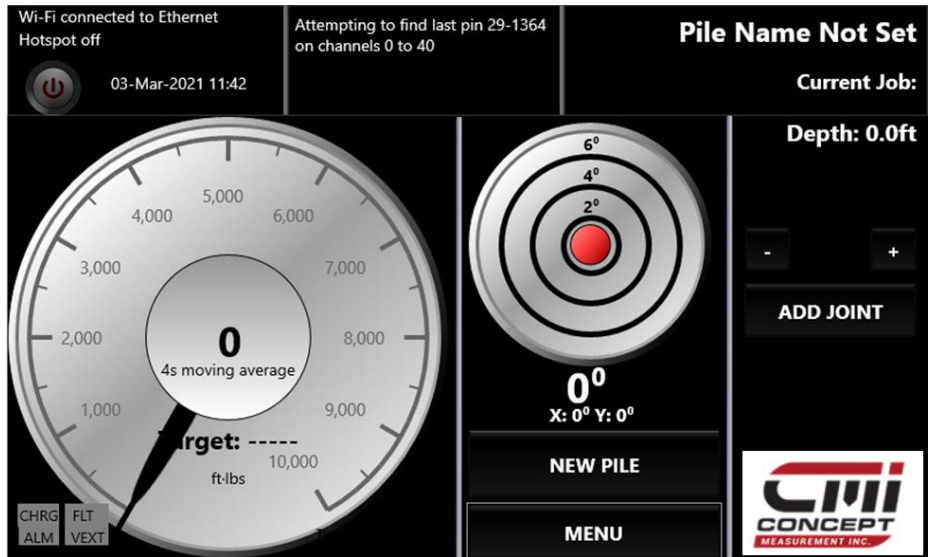 Wi-Fi connected to Ethernet
Hotspot off
03-Mar-2021 11:42
Attempting to find last pin 29-1364
on channels 0 to 40
Pile Name Not Set
Current Job:
5,000
4,000
6,000
3,000
7,000
2,000
8,000
1,000
9,000
10,000
0
4s moving average
Target: -----
ft·lbs
CHRG FLT
ALM VEXT
6⁰
4⁰
2⁰
0⁰
X: 0⁰ Y: 0⁰
NEW PILE
MENU
Depth: 0.0ft
- +
ADD JOINT
CMI
CONCEPT
MEASUREMENT INC.